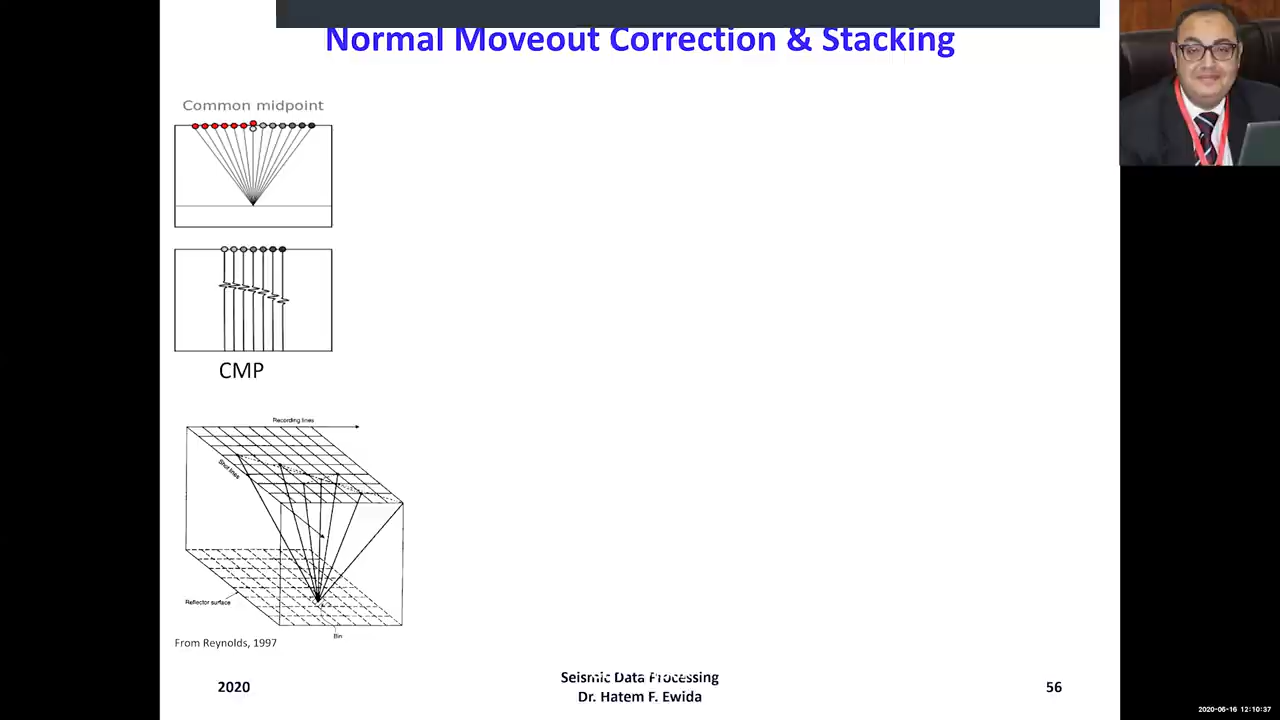 Normal Moveout Correction & Stacking
Common midpoint
CMP
Recording lines
Shot lines
Reflector surface
Bin
From Reynolds, 1997
2020
Seismic Data Processing
Dr. Hatem F. Ewida
56
2020-06-16 12:10:37